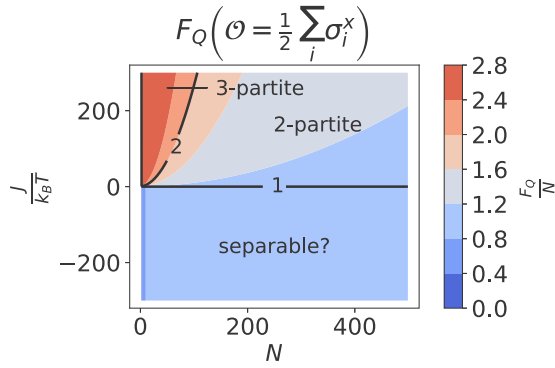 F_Q(𝒪 = 1/2 ∑_i σ_i^x)
2.8
2.4
2.0
1.6
1.2
0.8
0.4
0.0
F_Q/N
200
0
−200
J/k_BT
3-partite
2-partite
2
1
separable?
0
200
400
N